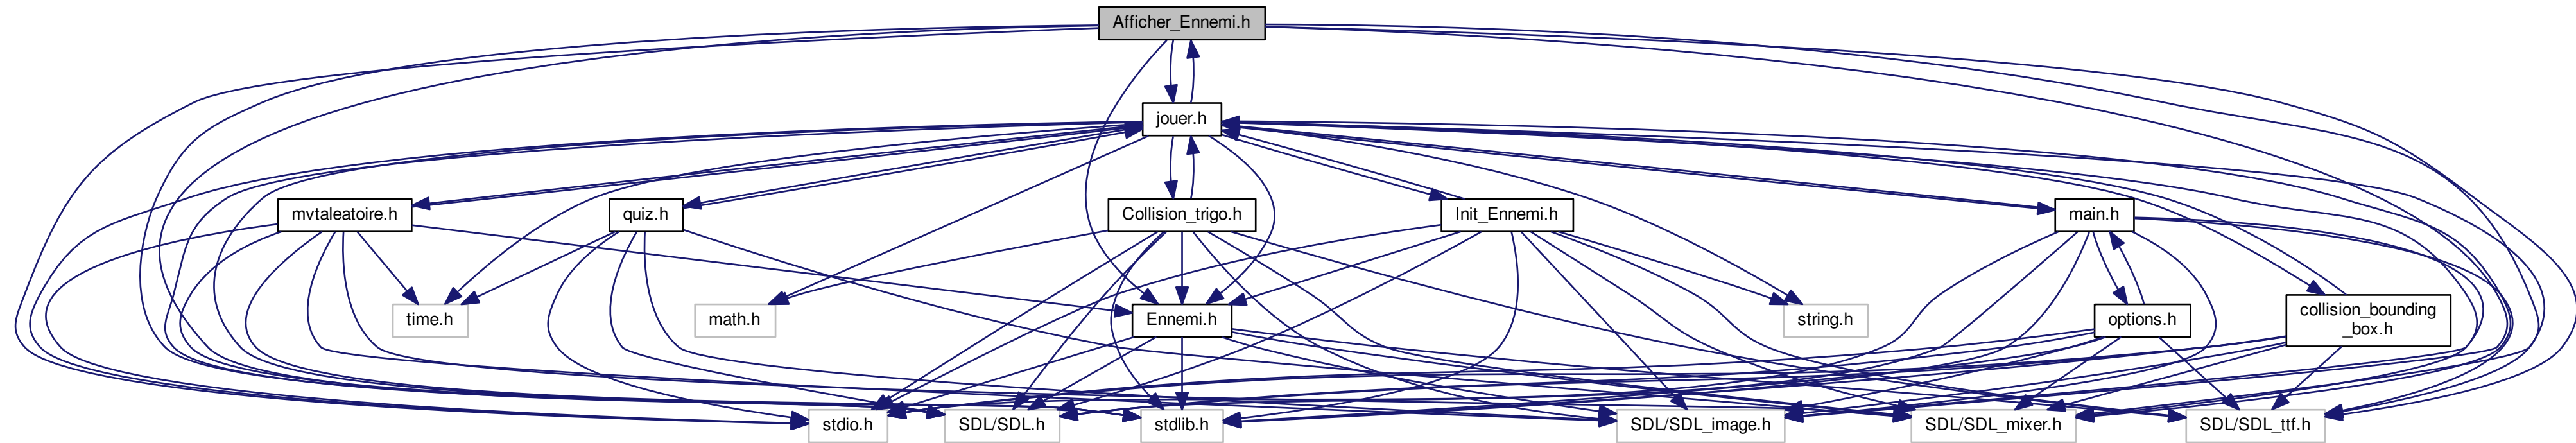 Afficher_Ennemi.h
jouer.h
mvtaleatoire.h
quiz.h
Collision_trigo.h
Init_Ennemi.h
main.h
time.h
math.h
Ennemi.h
string.h
options.h
collision_bounding
_box.h
stdio.h
SDL/SDL.h
stdlib.h
SDL/SDL_image.h
SDL/SDL_mixer.h
SDL/SDL_ttf.h